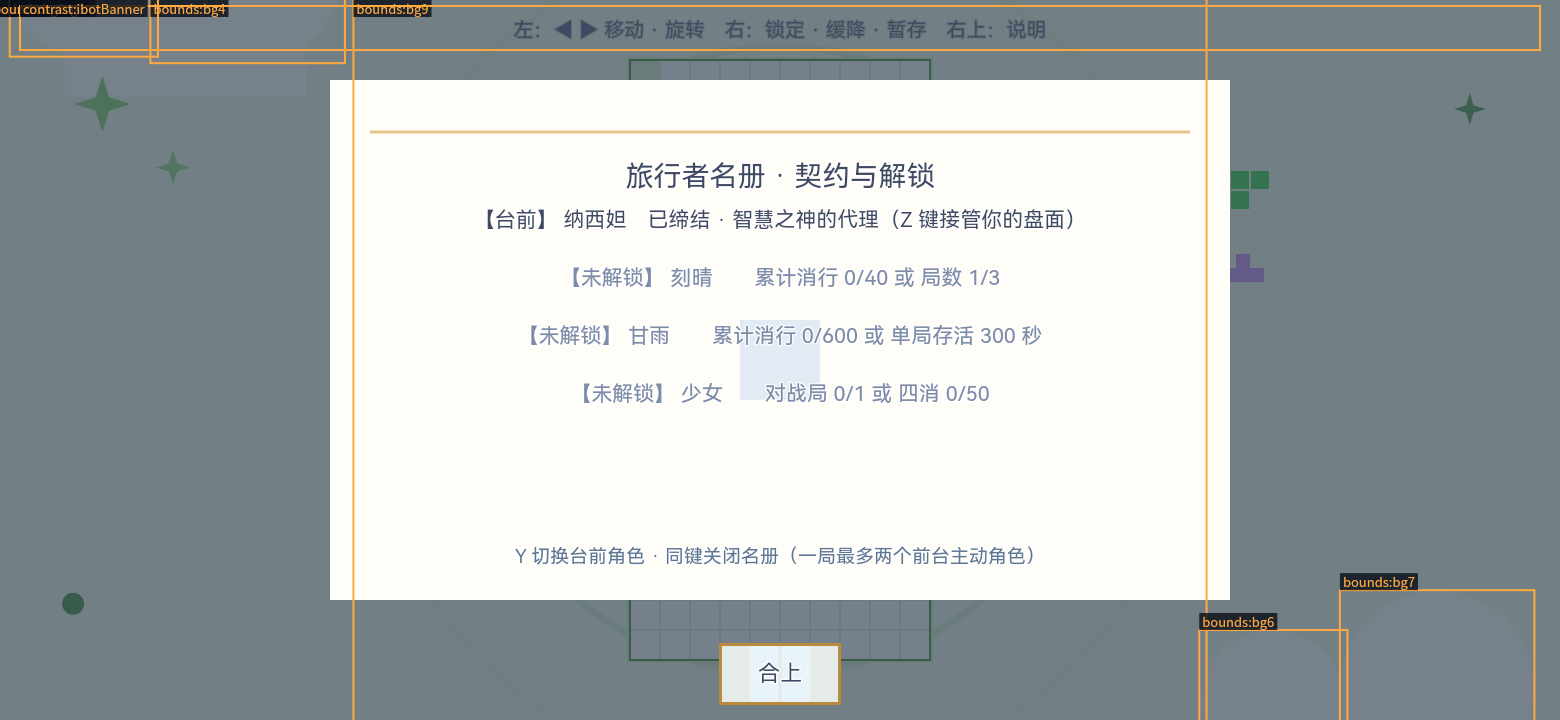 contrast:ibotBanner
bounds:bg4
bounds:bg9
左：◀ ▶ 移动 · 旋转　右：锁定 · 缓降 · 暂存　右上：说明
旅行者名册 · 契约与解锁
【台前】 纳西妲　已缔结 · 智慧之神的代理（Z 键接管你的盘面）
【未解锁】 刻晴　　累计消行 0/40 或 局数 1/3
【未解锁】 甘雨　　累计消行 0/600 或 单局存活 300 秒
【未解锁】 少女　　对战局 0/1 或 四消 0/50
Y 切换台前角色 · 同键关闭名册（一局最多两个前台主动角色）
bounds:bg7
bounds:bg6
合上